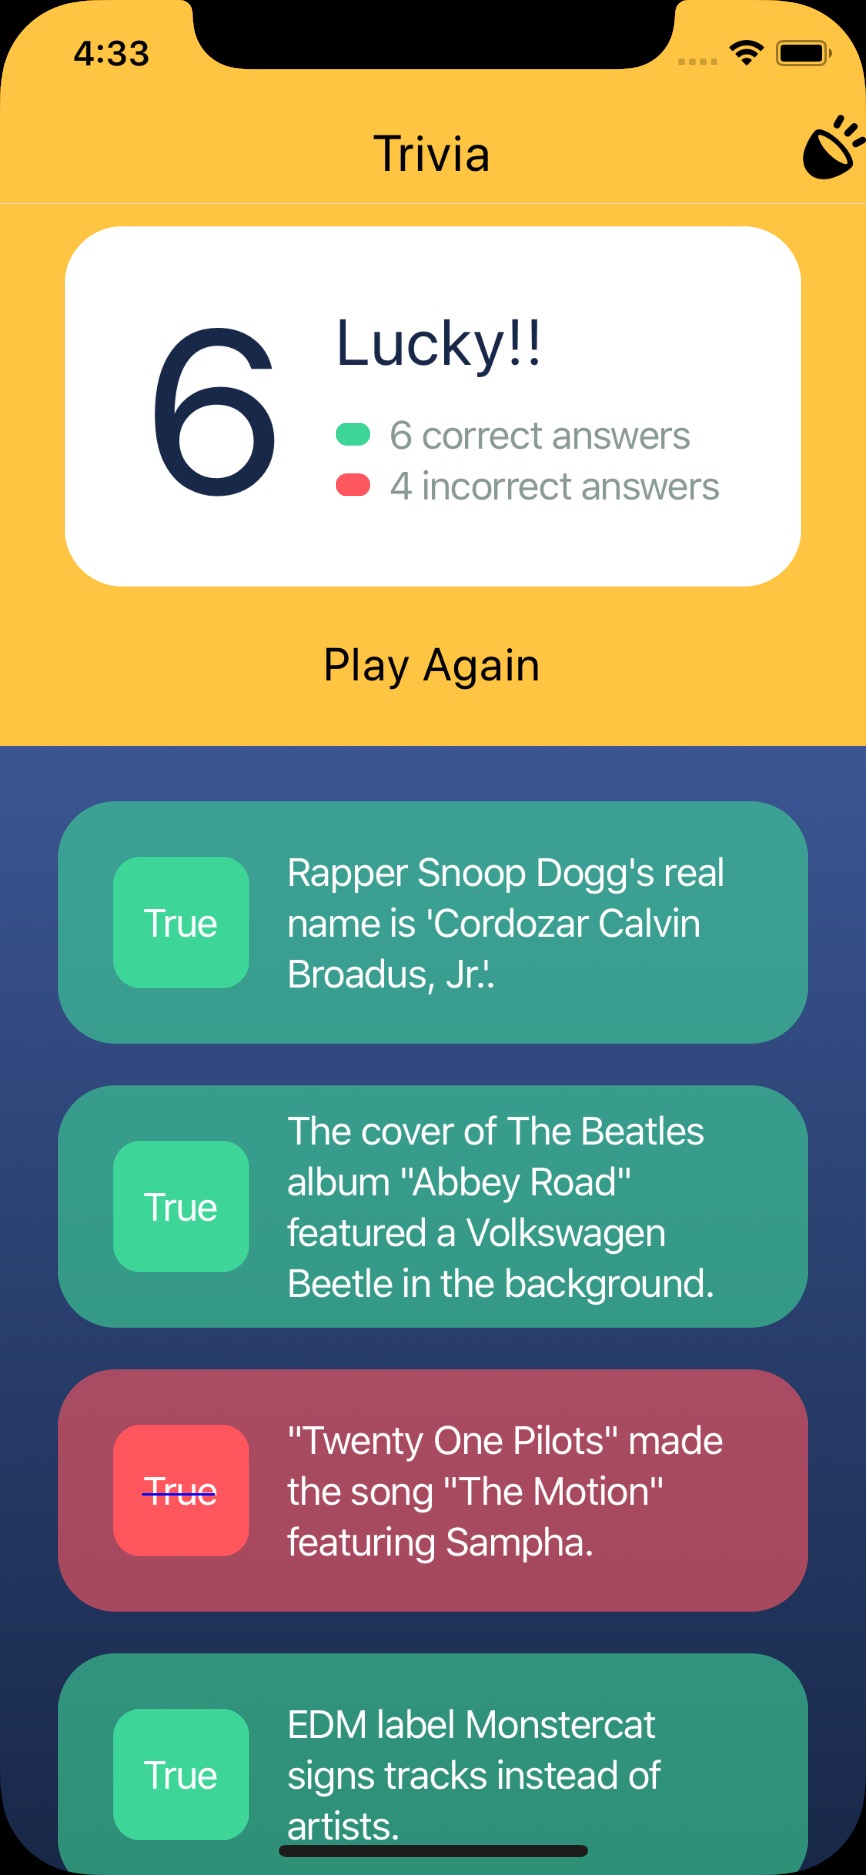 4:33
Trivia
6
Lucky!!
6 correct answers
4 incorrect answers
Play Again
True
Rapper Snoop Dogg's real
name is 'Cordozar Calvin
Broadus, Jr.'.
True
The cover of The Beatles
album "Abbey Road"
featured a Volkswagen
Beetle in the background.
True
"Twenty One Pilots" made
the song "The Motion"
featuring Sampha.
True
EDM label Monstercat
signs tracks instead of
artists.